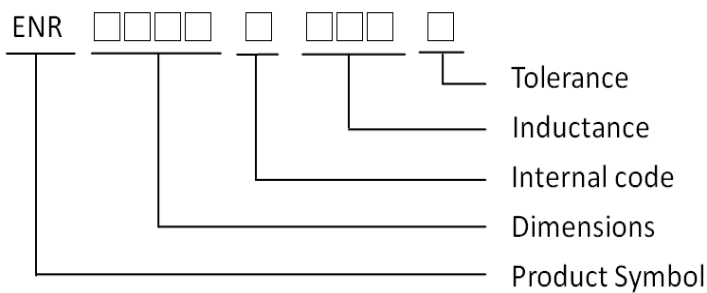 ENR □□□□ □ □□□ □
Tolerance
Inductance
Internal code
Dimensions
Product Symbol